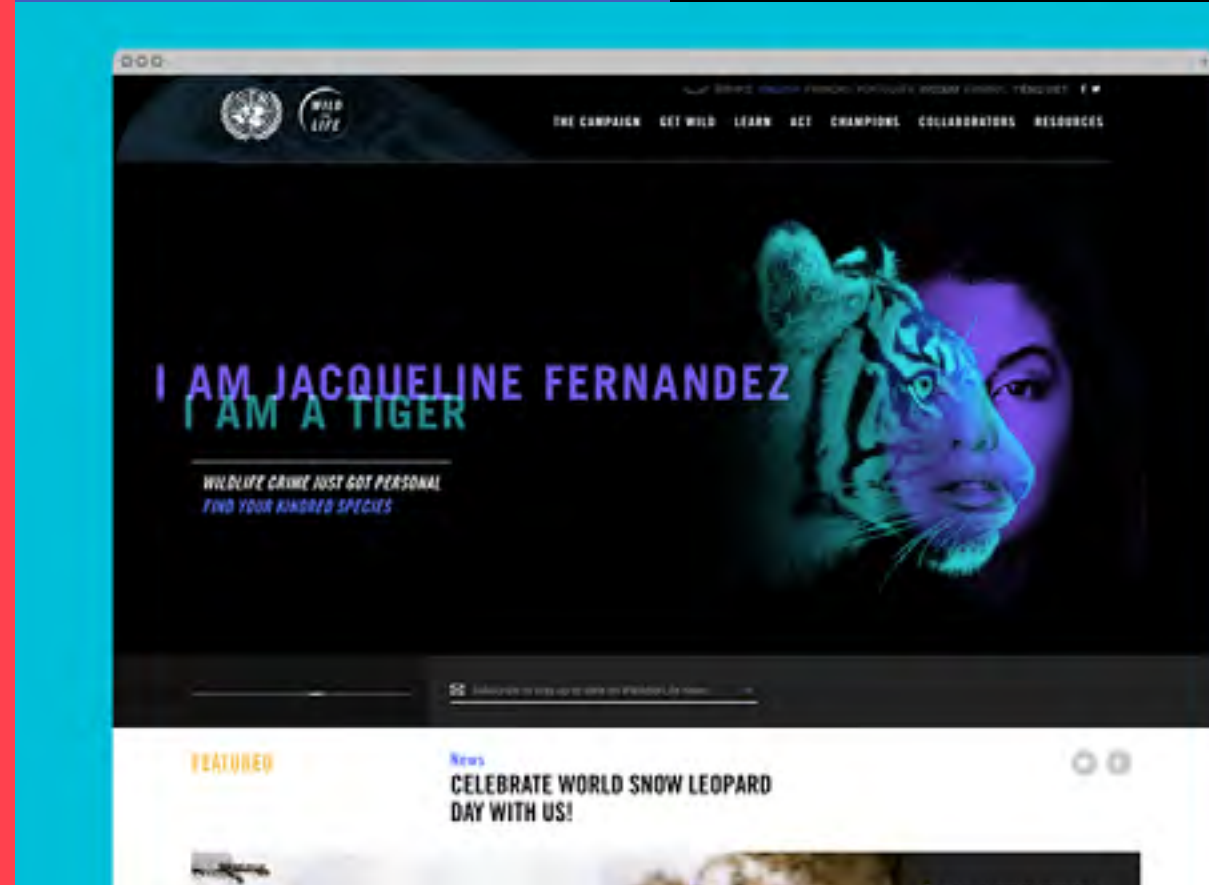 WILD
for
LIFE
ENGLISH
THE CAMPAIGN GET WILD LEARN ACT CHAMPIONS COLLABORATORS RESOURCES
I AM JACQUELINE FERNANDEZ
I AM A TIGER
WILDLIFE CRIME JUST GOT PERSONAL
FIND YOUR KINDRED SPECIES
FEATURED
News
CELEBRATE WORLD SNOW LEOPARD
DAY WITH US!